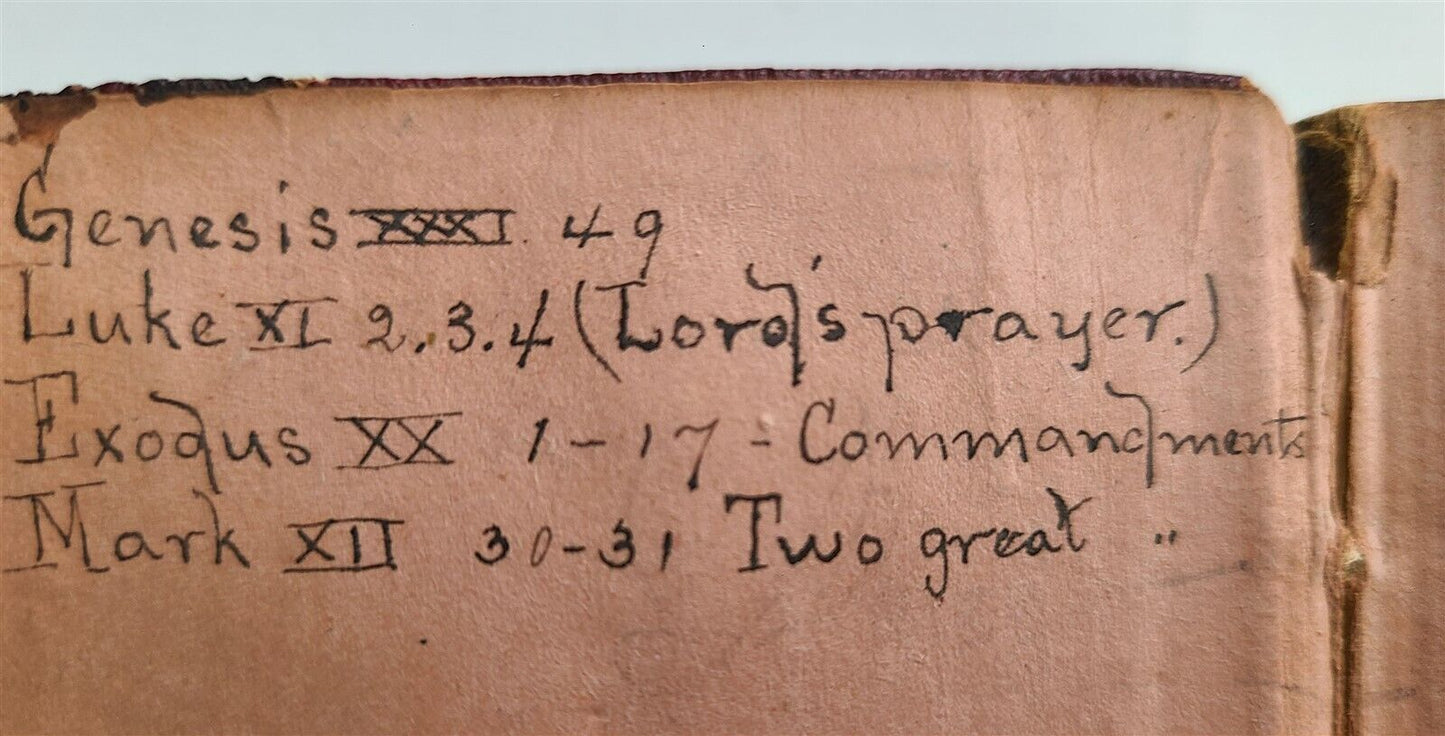 Genesis XXXI. 49
Luke XI 2.3.4 (Lord's prayer.)
Exodus XX 1-17 - Commandments
Mark XII 30-31 Two great "